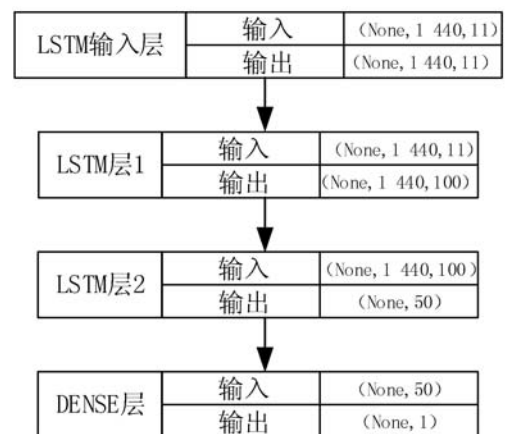 LSTM输入层
输入 (None,1 440,11)
输出 (None,1 440,11)
LSTM层1
输入 (None,1 440,11)
输出 (None,1 440,100)
LSTM层2
输入 (None,1 440,100)
输出 (None,50)
DENSE层
输入 (None,50)
输出 (None,1)